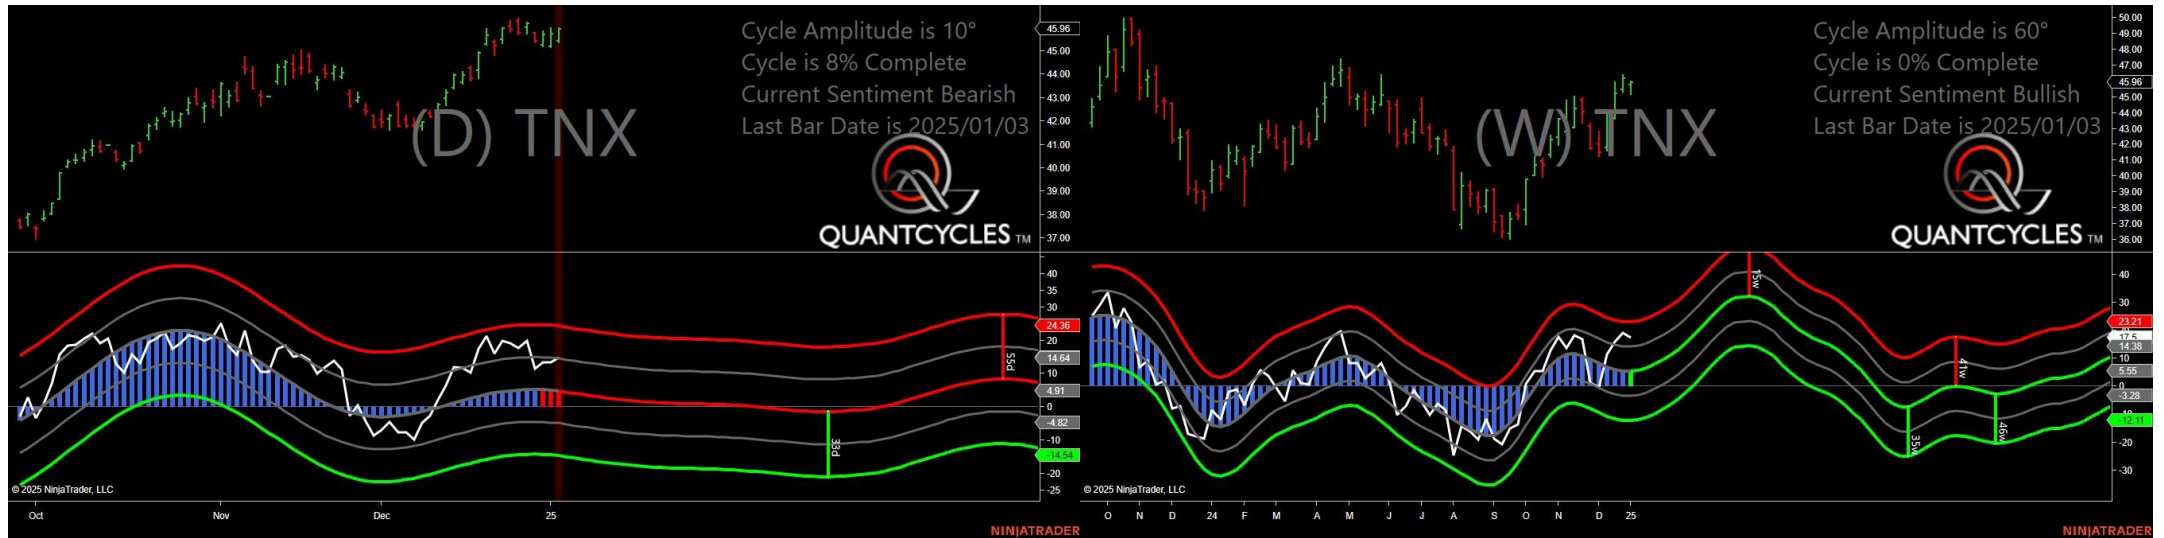 Cycle Amplitude is 10°
Cycle is 8% Complete
Current Sentiment Bearish
Last Bar Date is 2025/01/03
(D) TNX
QUANTCYCLES TM
45.96
45.00
44.00
43.00
42.00
41.00
40.00
39.00
38.00
37.00
40
35
30
24.36
20
14.64
10
4.91
0
-4.82
-10
-14.54
-20
-25
55d
33d
© 2025 NinjaTrader, LLC
Oct
Nov
Dec
25
NINJATRADER
Cycle Amplitude is 60°
Cycle is 0% Complete
Current Sentiment Bullish
Last Bar Date is 2025/01/03
(W) TNX
QUANTCYCLES TM
50.00
49.00
48.00
47.00
45.96
45.00
44.00
43.00
42.00
41.00
40.00
39.00
38.00
37.00
36.00
40
30
23.21
17.5
14.38
10
5.55
0
-3.28
-12.11
-20
-30
15w
41w
35w
46w
© 2025 NinjaTrader, LLC
O
N
D
24
F
M
A
M
J
J
A
S
O
N
D
25
NINJATRADER